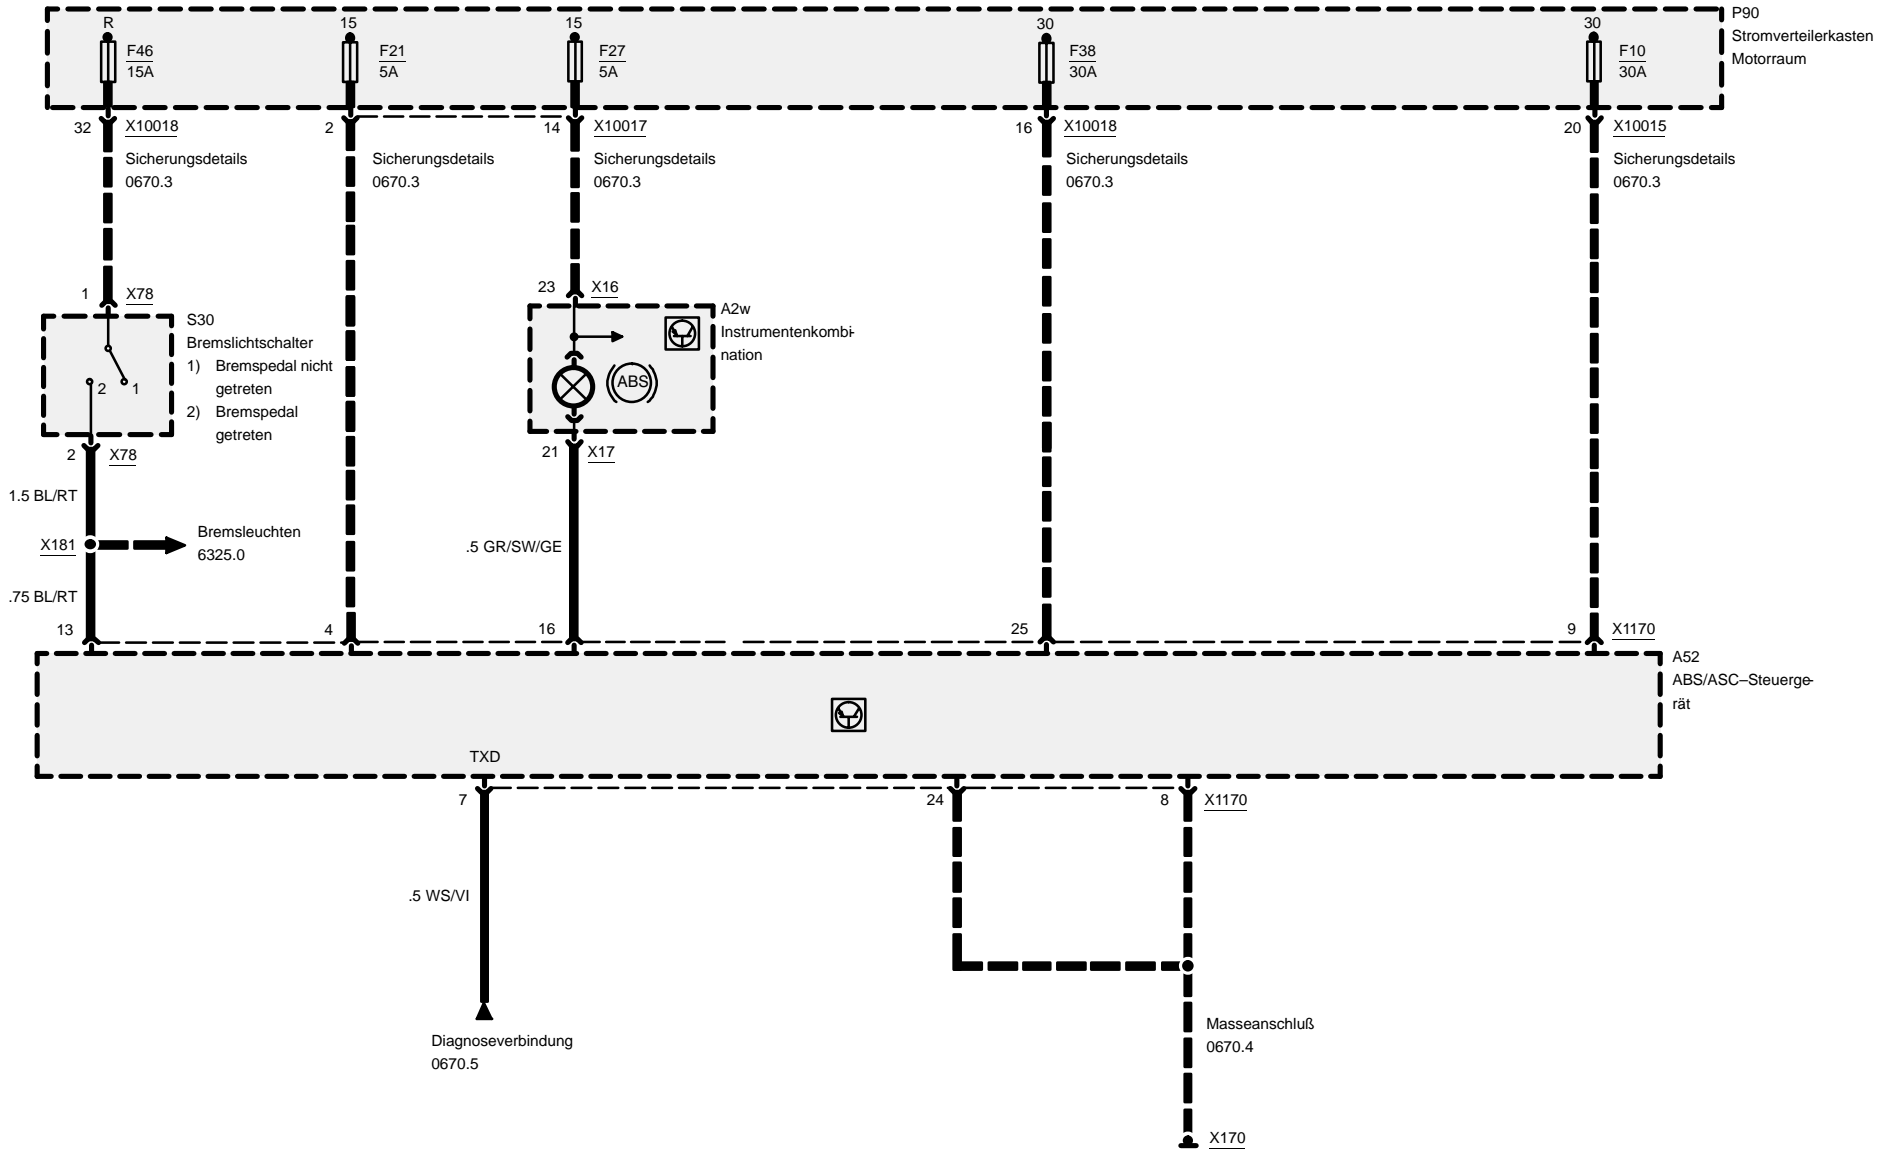 R
15
15
30
30
P90
Stromverteilerkasten
Motorraum
F46
15A
F21
5A
F27
5A
F38
30A
F10
30A
32
X10018
2
14
X10017
16
X10018
20
X10015
Sicherungsdetails
0670.3
Sicherungsdetails
0670.3
Sicherungsdetails
0670.3
Sicherungsdetails
0670.3
Sicherungsdetails
0670.3
1
X78
23
X16
S30
Bremslichtschalter
1) Bremspedal nicht
getreten
2) Bremspedal
getreten
2
1
A2w
Instrumentenkombi-
nation
ABS
2
X78
21
X17
1.5 BL/RT
X181
Bremsleuchten
6325.0
.5 GR/SW/GE
.75 BL/RT
13
4
16
25
9
X1170
A52
ABS/ASC–Steuerge-
rät
TXD
7
24
8
X1170
.5 WS/VI
Diagnoseverbindung
0670.5
Masseanschluß
0670.4
X170